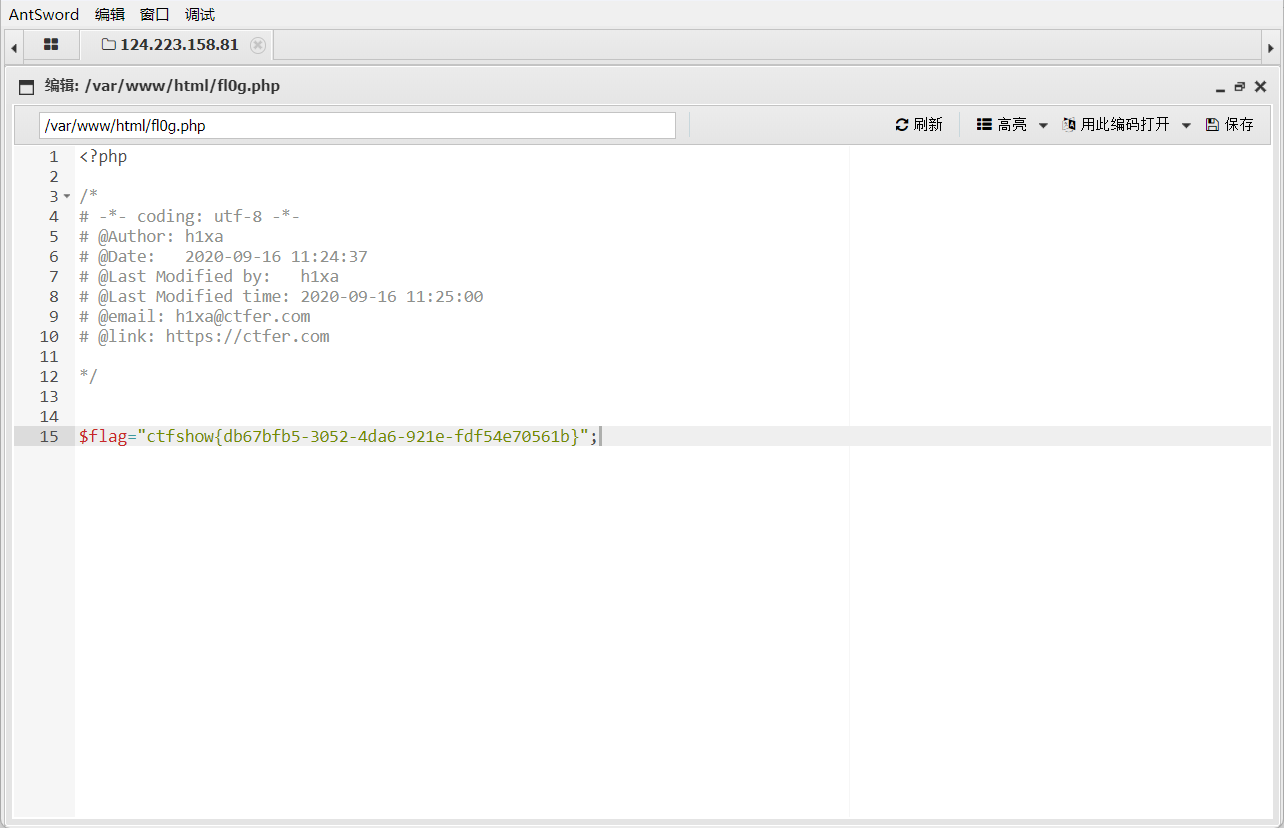 AntSword 编辑 窗口 调试
124.223.158.81
编辑: /var/www/html/fl0g.php
/var/www/html/fl0g.php 刷新 高亮 用此编码打开 保存
1 <?php
2
3 /*
4 # -*- coding: utf-8 -*-
5 # @Author: h1xa
6 # @Date:   2020-09-16 11:24:37
7 # @Last Modified by:   h1xa
8 # @Last Modified time: 2020-09-16 11:25:00
9 # @email: h1xa@ctfer.com
10 # @link: https://ctfer.com
11
12 */
13
14
15 $flag="ctfshow{db67bfb5-3052-4da6-921e-fdf54e70561b}";